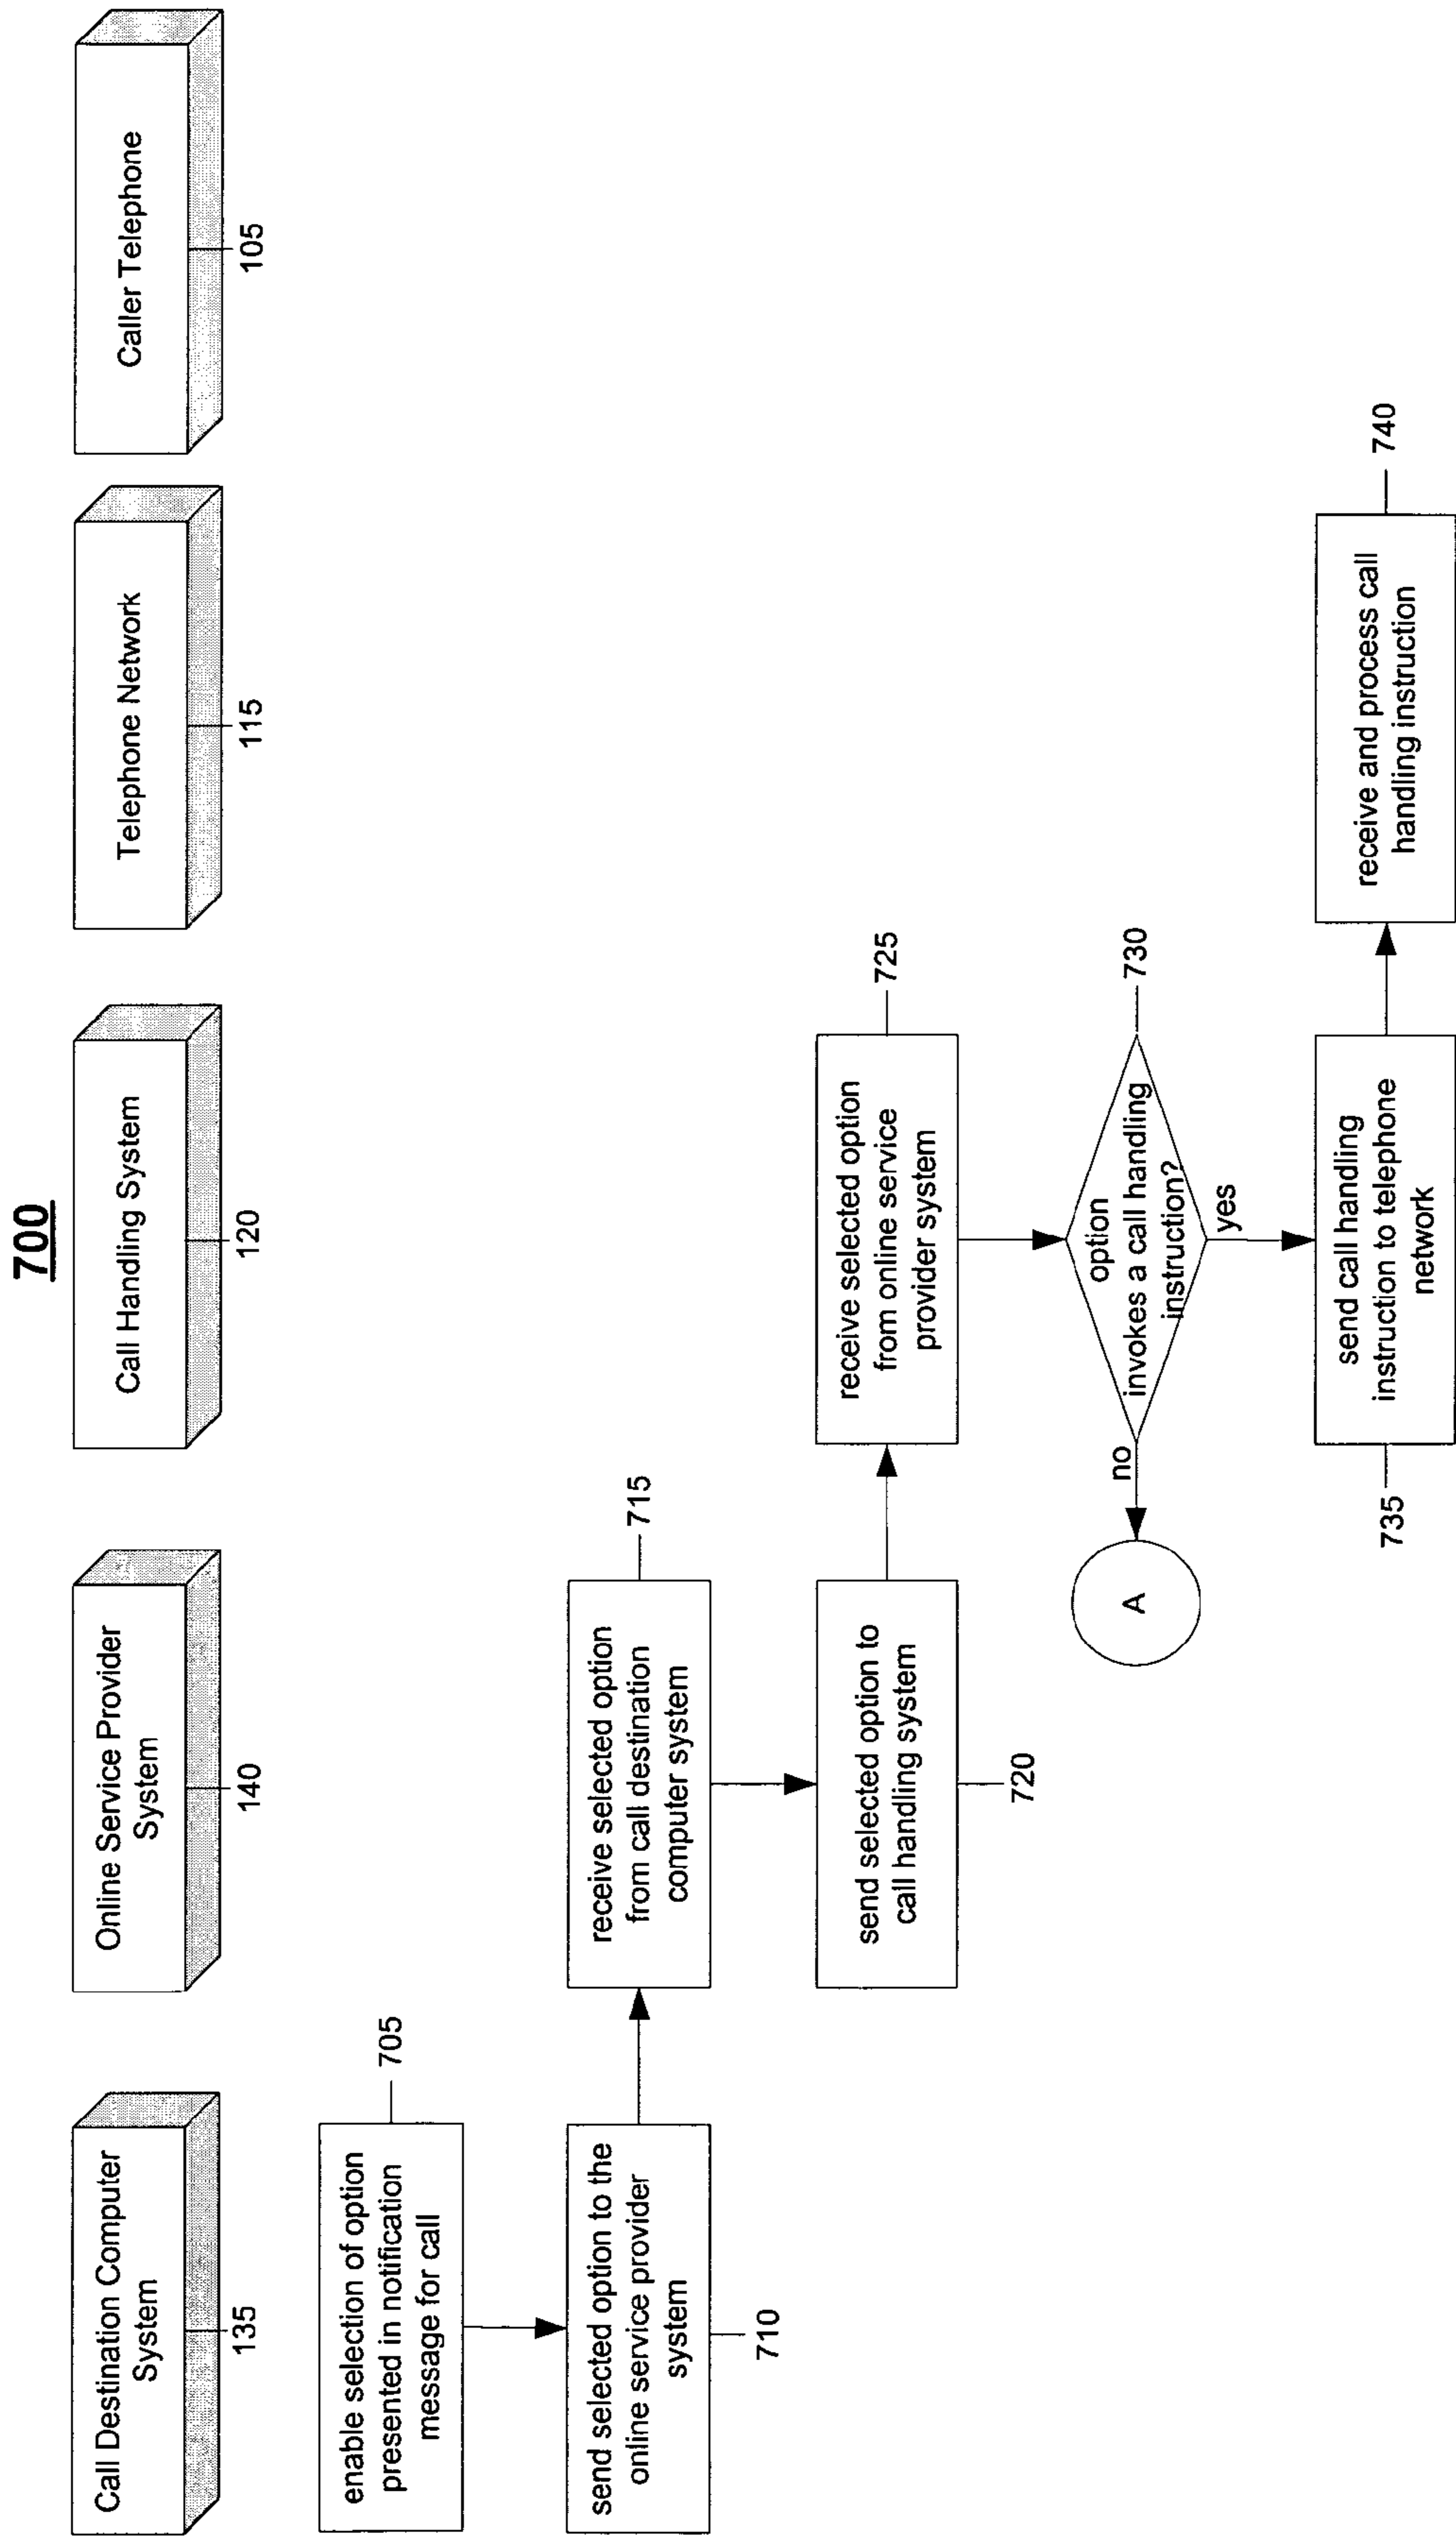 700
Call Destination Computer
System
135
Online Service Provider
System
140
Call Handling System
120
Telephone Network
115
Caller Telephone
105
enable selection of option
presented in notification
message for call
705
send selected option to the
online service provider
system
710
receive selected option
from call destination
computer system
715
send selected option to
call handling system
720
receive selected option
from online service
provider system
725
option
invokes a call handling
instruction?
730
no
A
yes
send call handling
instruction to telephone
network
735
receive and process call
handling instruction
740